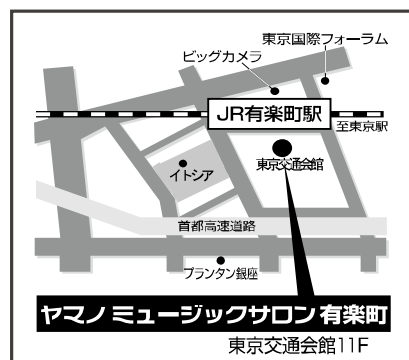 東京国際フォーラム
ビックカメラ
JR有楽町駅
至東京駅
東京交通会館
イトシア
首都高速道路
プランタン銀座
ヤマノ ミュージックサロン 有楽町
東京交通会館11F